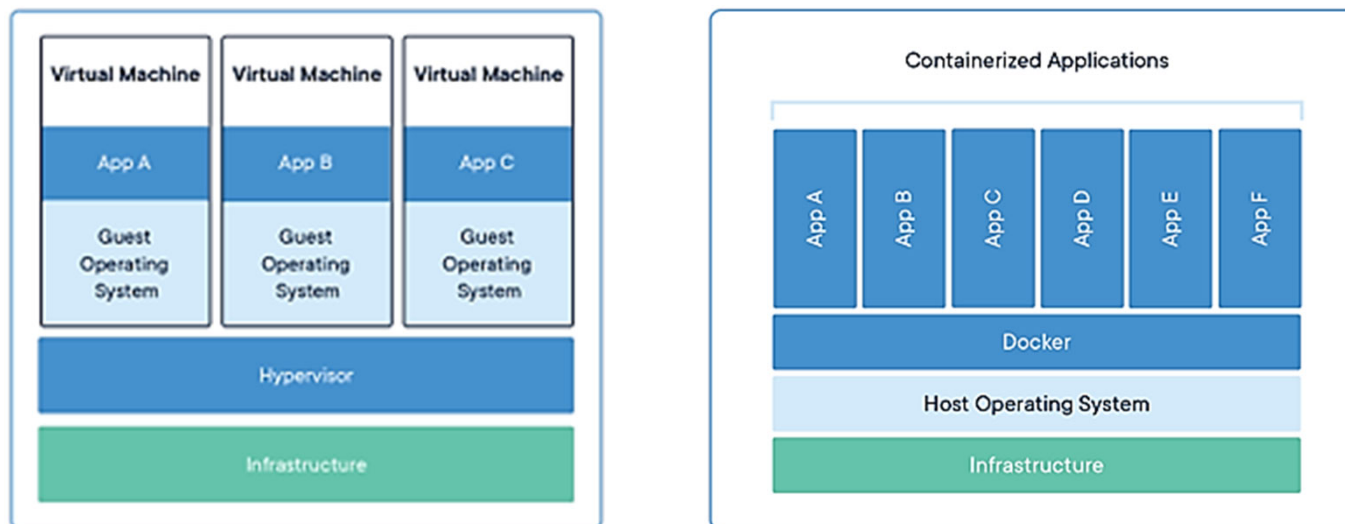 Virtual Machine
App A
Guest
Operating
System
Virtual Machine
App B
Guest
Operating
System
Virtual Machine
App C
Guest
Operating
System
Hypervisor
Infrastructure
Containerized Applications
App A
App B
App C
App D
App E
App F
Docker
Host Operating System
Infrastructure